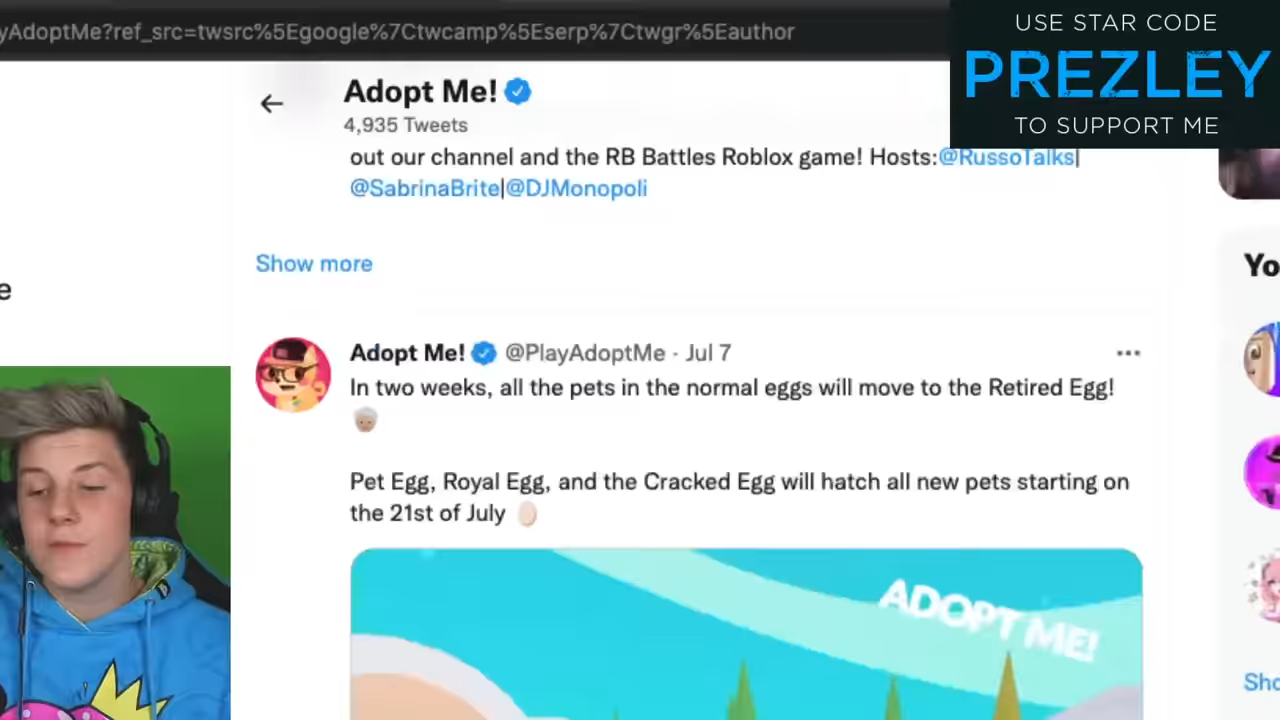 yAdoptMe?ref_src=twsrc%5Egoogle%7Ctwcamp%5Eserp%7Ctwgr%5Eauthor
USE STAR CODE
PREZLEY
TO SUPPORT ME
Adopt Me!
4,935 Tweets
out our channel and the RB Battles Roblox game! Hosts:@RussoTalks|
@SabrinaBrite|@DJMonopoli
Show more
e
Yo
Adopt Me! @PlayAdoptMe · Jul 7
In two weeks, all the pets in the normal eggs will move to the Retired Egg!
Pet Egg, Royal Egg, and the Cracked Egg will hatch all new pets starting on
the 21st of July
ADOPT ME!
Sho